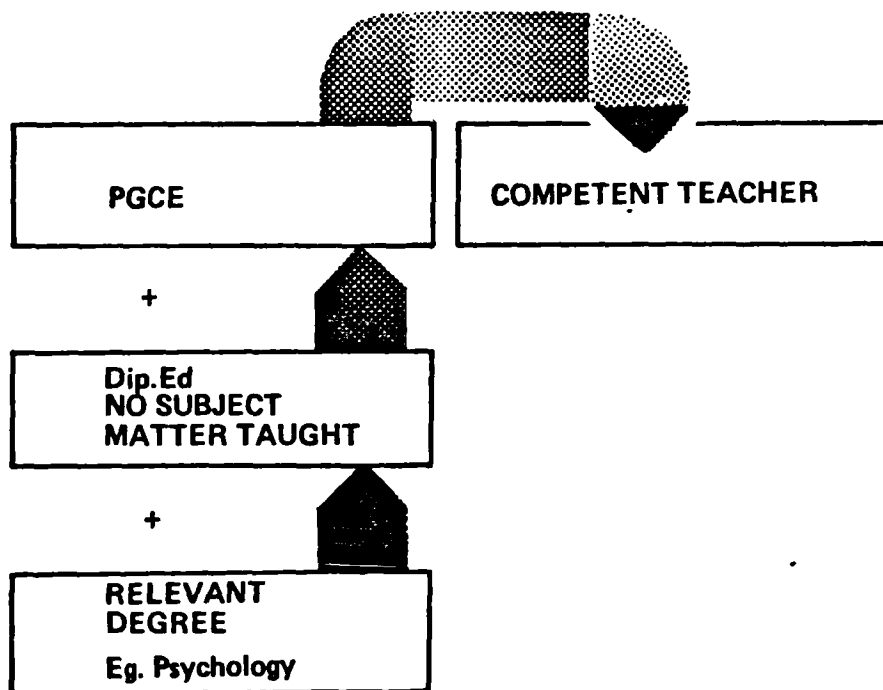 PGCE
COMPETENT TEACHER
+
Dip.Ed
NO SUBJECT
MATTER TAUGHT
+
RELEVANT
DEGREE
Eg. Psychology